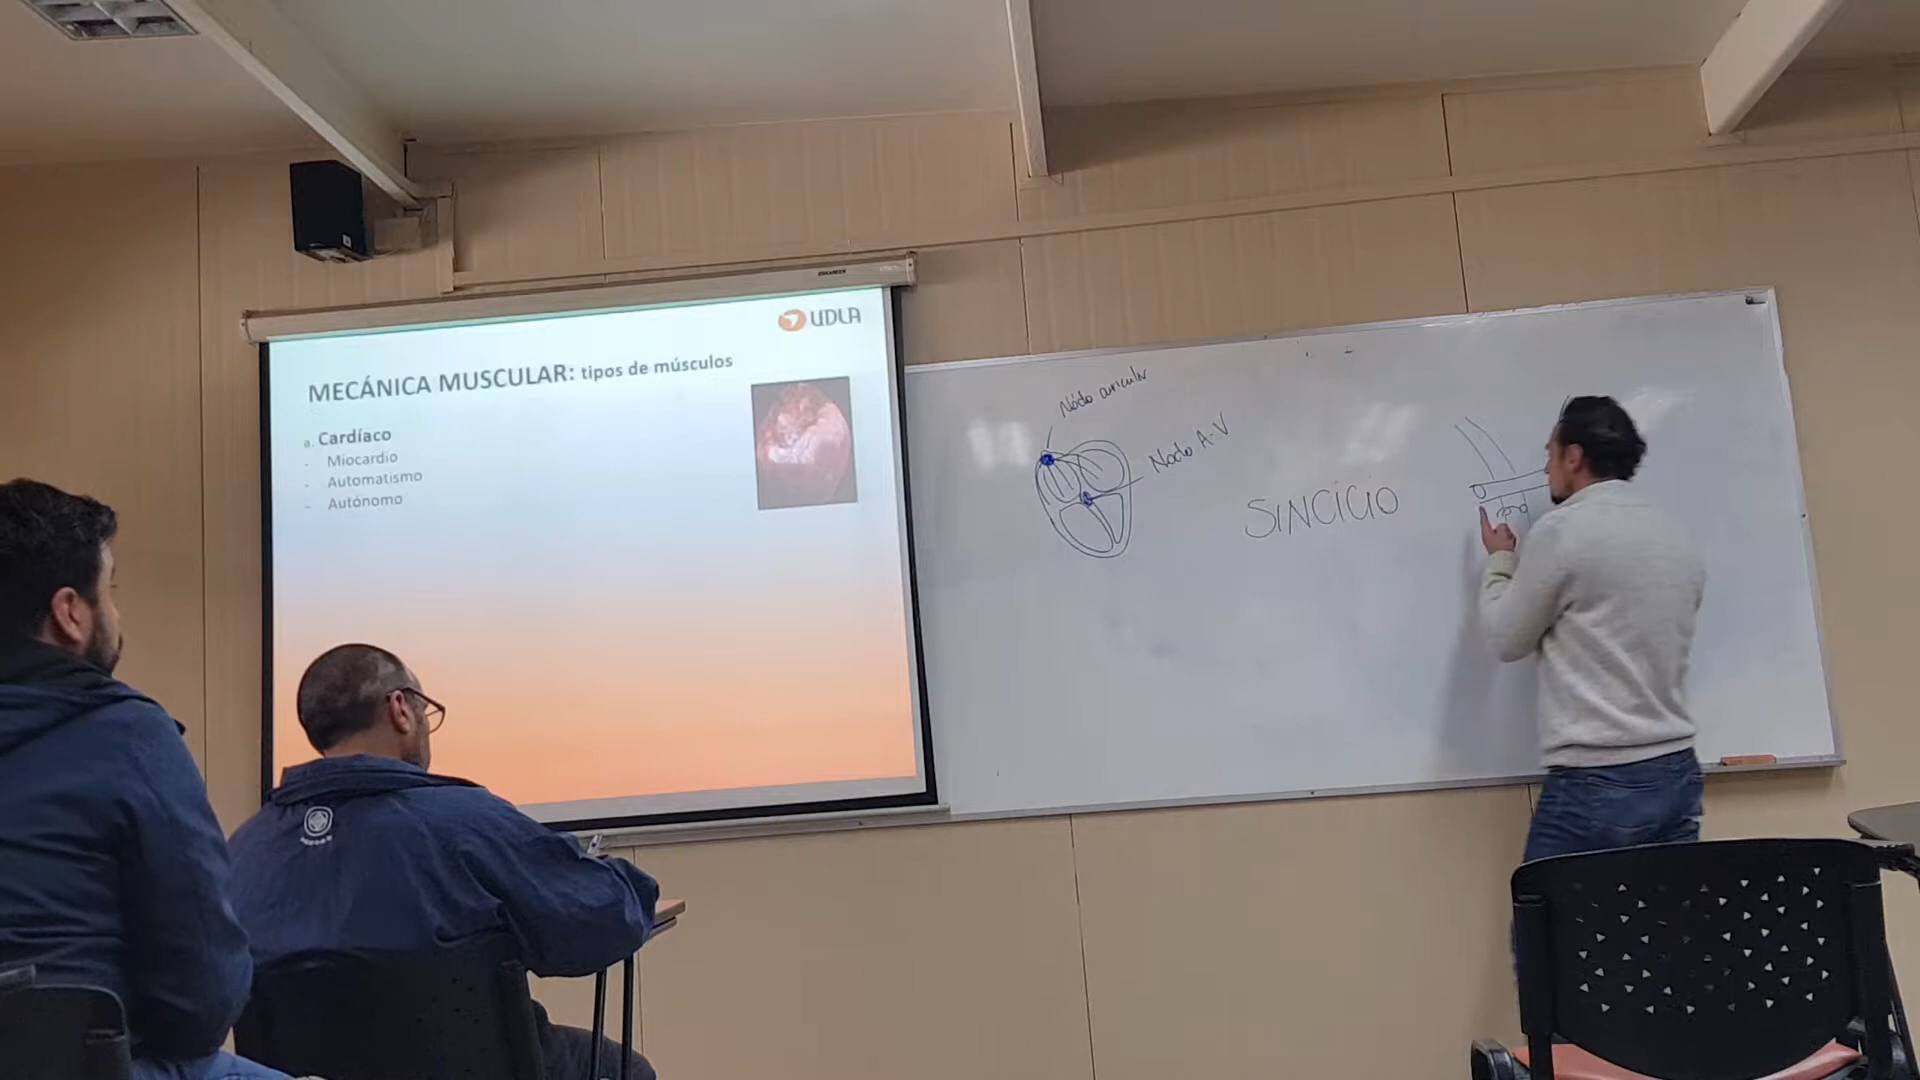 UDLA
MECÁNICA MUSCULAR: tipos de músculos
a. Cardíaco
- Miocardio
- Automatismo
- Autónomo
Nódo auricular
Nodo A-V
SINCICIO